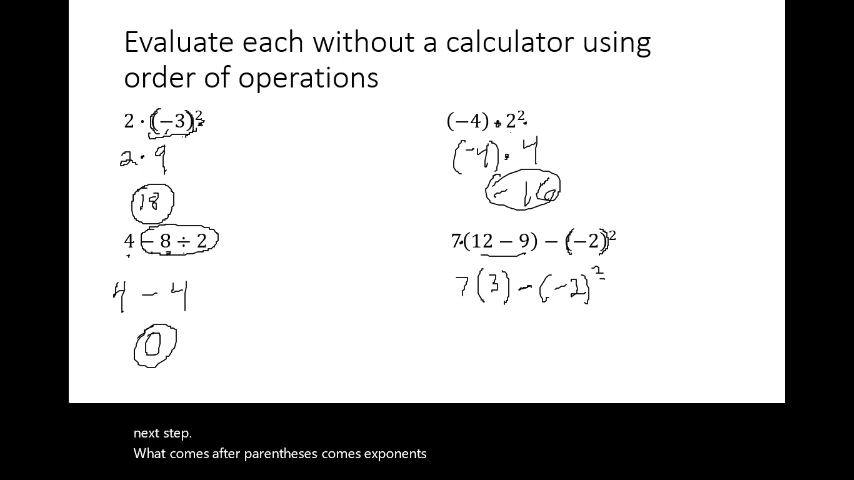 Evaluate each without a calculator using
order of operations
2 · (−3)²
2 · 9
18
4 − 8 ÷ 2
4 − 4
0
(−4) · 2²
(-4) · 4
- 16
7·(12 − 9) − (−2)²
7 (3) - (-2)²
next step.
What comes after parentheses comes exponents